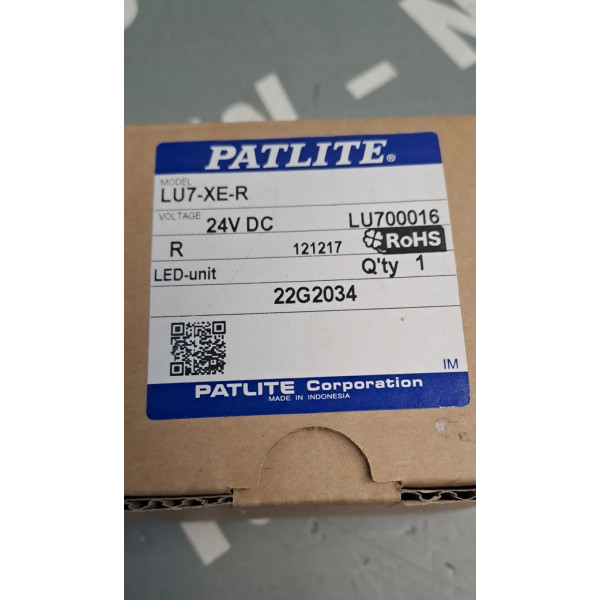 PATLITE®
MODEL
LU7-XE-R
VOLTAGE 24V DC LU700016
R 121217 RoHS
LED-unit Q'ty 1
22G2034
IM
PATLITE Corporation
MADE IN INDONESIA